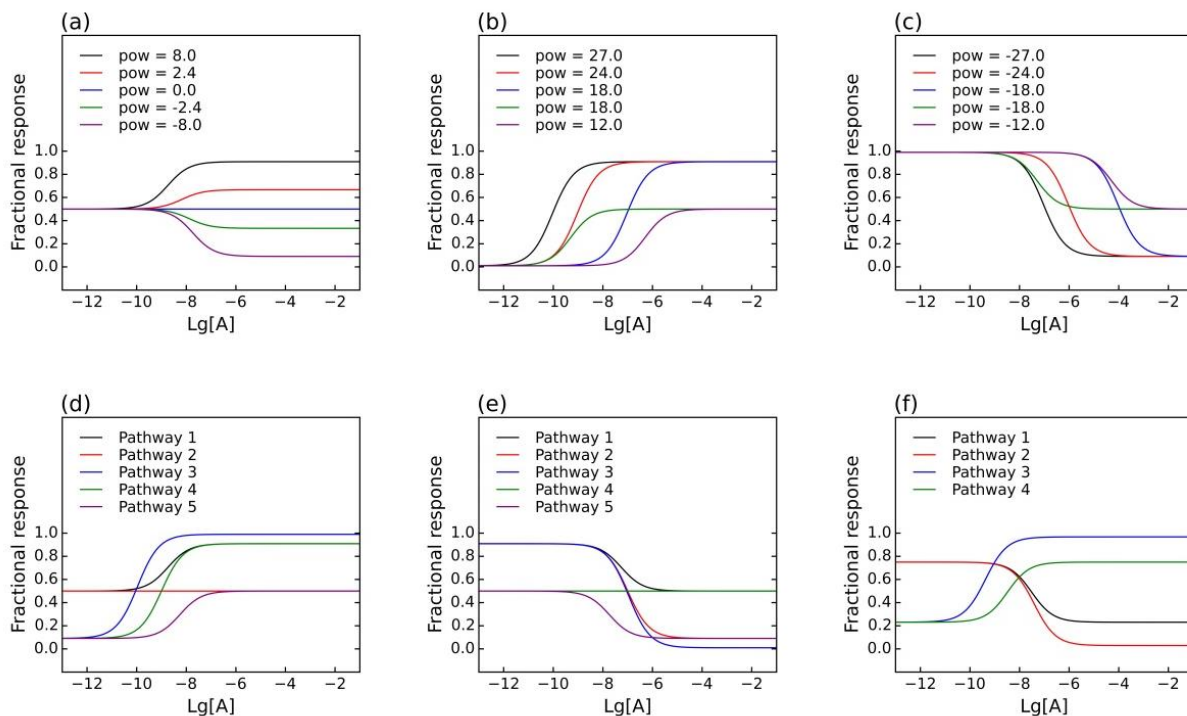 (a)
pow = 8.0
pow = 2.4
pow = 0.0
pow = -2.4
pow = -8.0
Fractional response
1.0
0.8
0.6
0.4
0.2
0.0
−12 −10 −8 −6 −4 −2
Lg[A]
(b)
pow = 27.0
pow = 24.0
pow = 18.0
pow = 18.0
pow = 12.0
Fractional response
1.0
0.8
0.6
0.4
0.2
0.0
−12 −10 −8 −6 −4 −2
Lg[A]
(c)
pow = -27.0
pow = -24.0
pow = -18.0
pow = -18.0
pow = -12.0
Fractional response
1.0
0.8
0.6
0.4
0.2
0.0
−12 −10 −8 −6 −4 −2
Lg[A]
(d)
Pathway 1
Pathway 2
Pathway 3
Pathway 4
Pathway 5
Fractional response
1.0
0.8
0.6
0.4
0.2
0.0
−12 −10 −8 −6 −4 −2
Lg[A]
(e)
Pathway 1
Pathway 2
Pathway 3
Pathway 4
Pathway 5
Fractional response
1.0
0.8
0.6
0.4
0.2
0.0
−12 −10 −8 −6 −4 −2
Lg[A]
(f)
Pathway 1
Pathway 2
Pathway 3
Pathway 4
Fractional response
1.0
0.8
0.6
0.4
0.2
0.0
−12 −10 −8 −6 −4 −2
Lg[A]